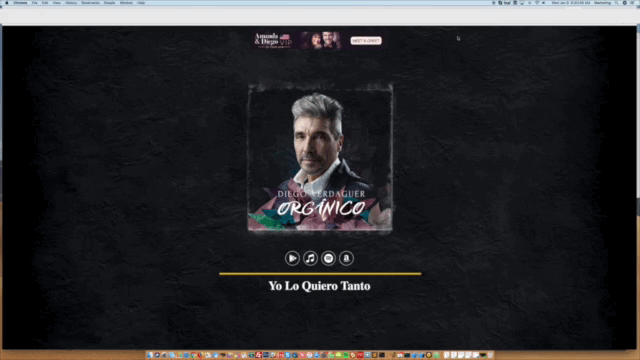 Chrome File Edit View History Bookmarks People Window Help
Amanda
& Diego VIP
MEET & GREET
DIEGO VERDAGUER
ORGÁNICO
Yo Lo Quiero Tanto